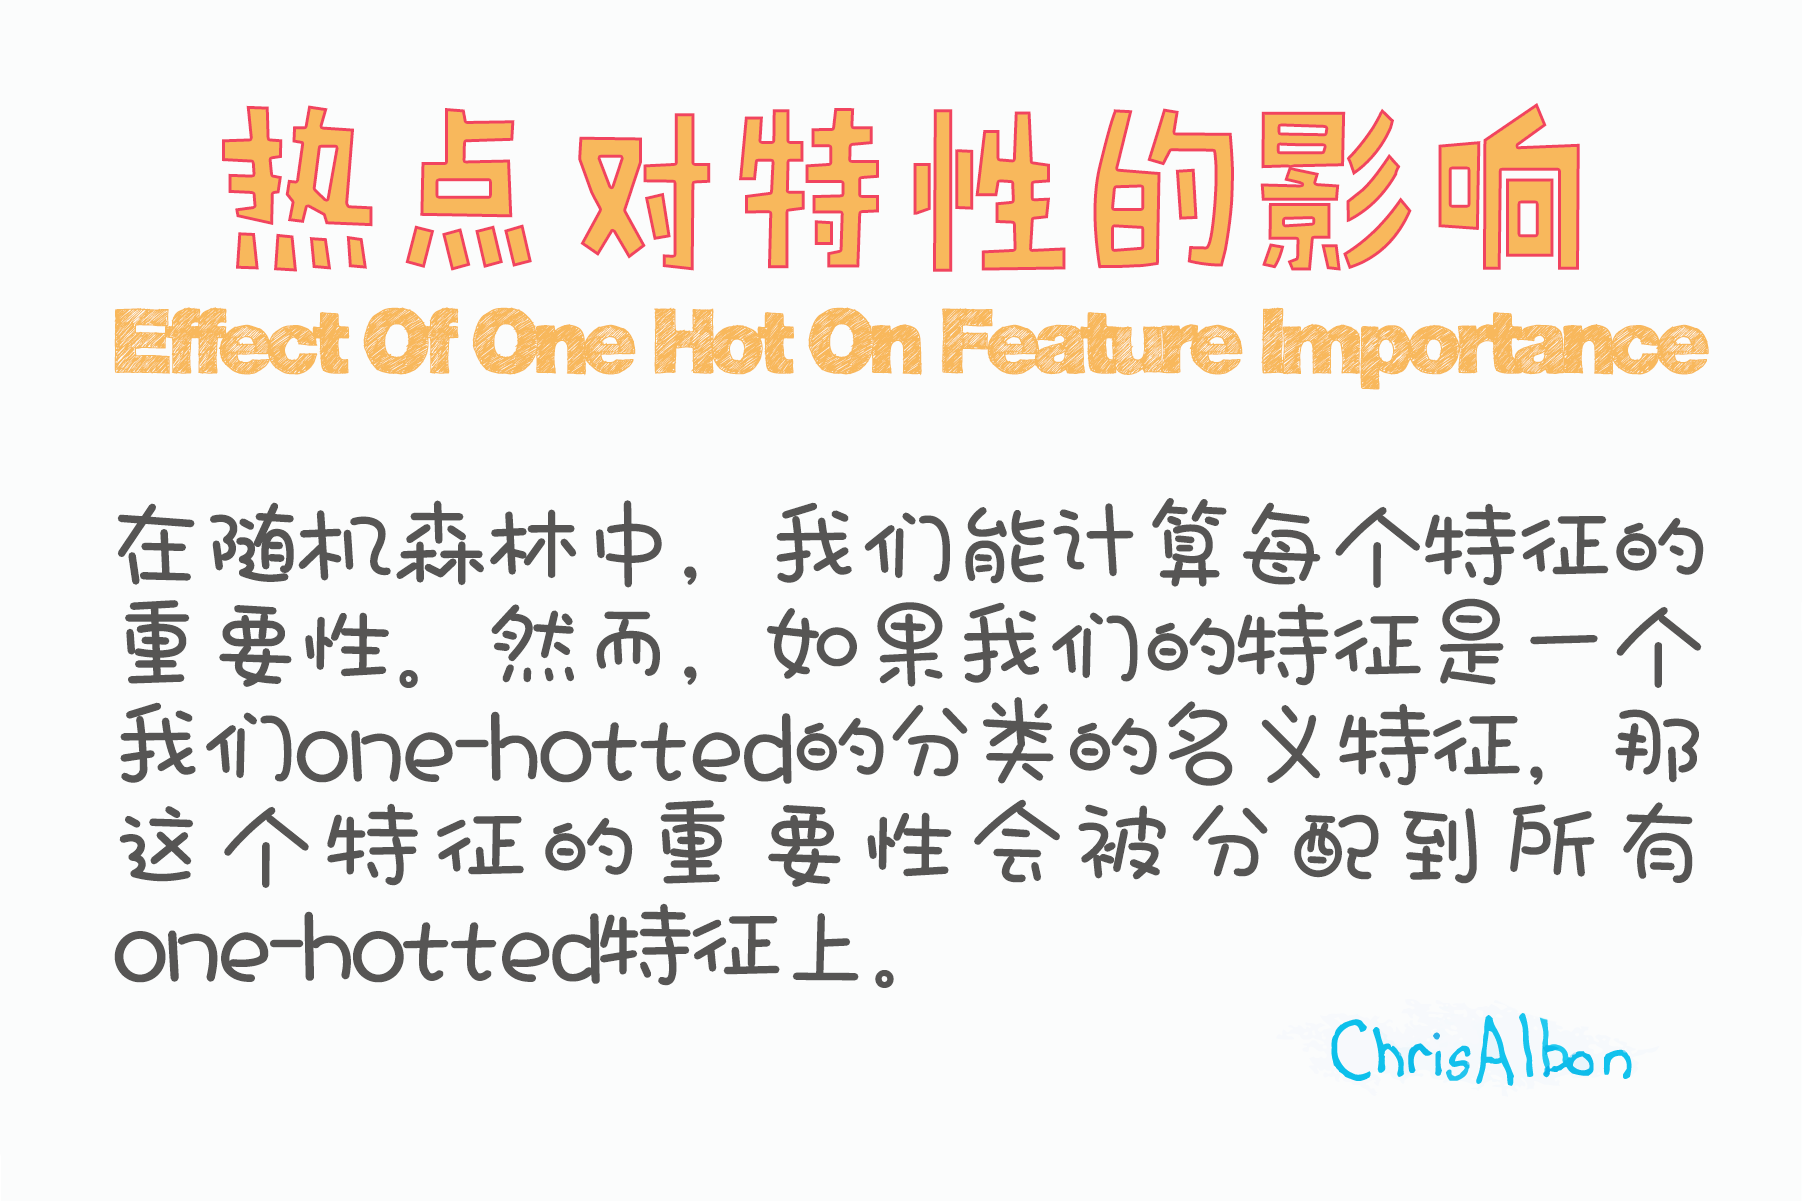 热点对特性的影响
Effect Of One Hot On Feature Importance
在随机森林中，我们能计算每个特征的
重要性。然而，如果我们的特征是一个
我们one-hotted的分类的名义特征，那
这个特征的重要性会被分配到所有
one-hotted特征上。
ChrisAlbon